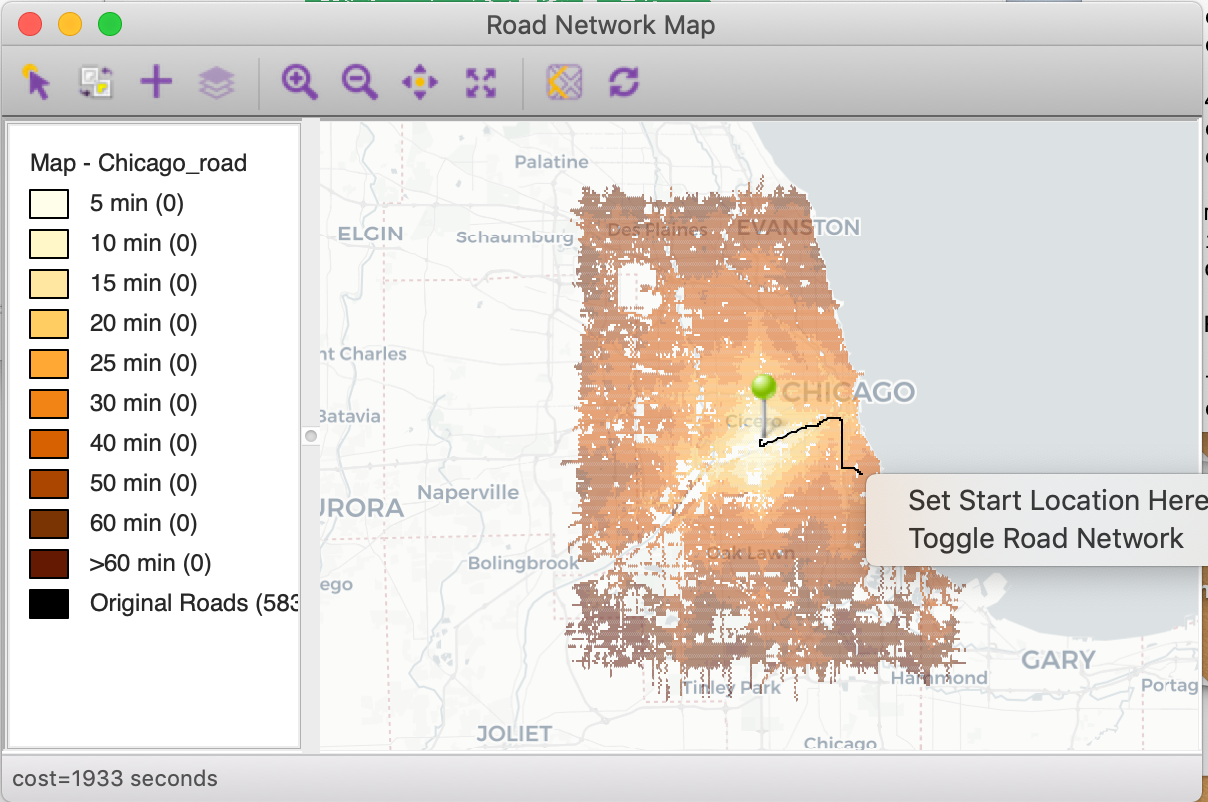 Road Network Map
Map - Chicago_road
5 min (0)
10 min (0)
15 min (0)
20 min (0)
25 min (0)
30 min (0)
40 min (0)
50 min (0)
60 min (0)
>60 min (0)
Original Roads (583
Palatine
ELGIN
Schaumburg
Des Plaines
EVANSTON
nt Charles
CHICAGO
Batavia
Cicero
Naperville
URORA
Set Start Location Here
Toggle Road Network
Oak Lawn
Bolingbrook
ego
GARY
Hammond
Portag
Tinley Park
JOLIET
Chicago
cost=1933 seconds